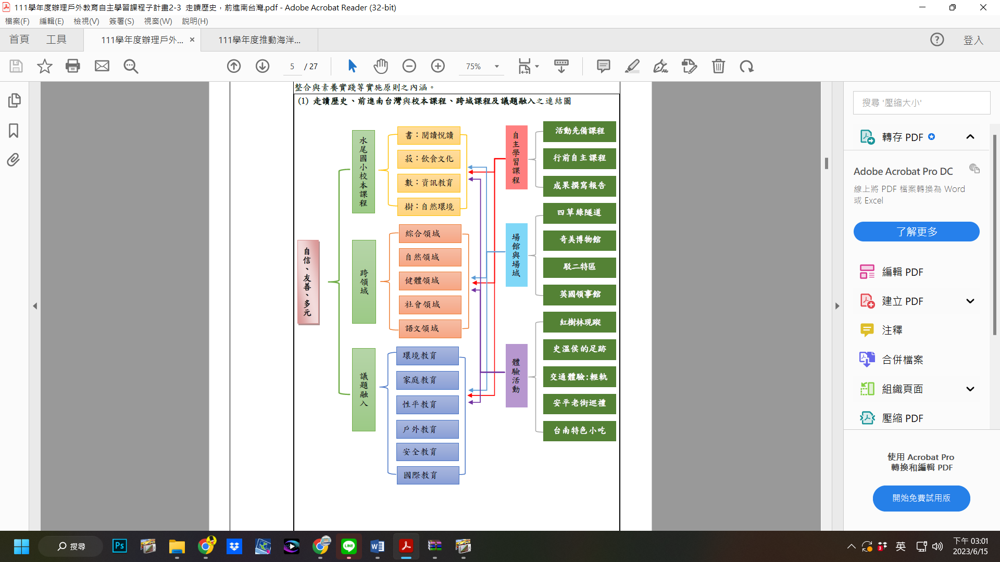 111學年度辦理戶外教育自主學習課程子計畫2-3 走讀歷史，前進南台灣.pdf - Adobe Acrobat Reader (32-bit)
檔案(F) 編輯(E) 檢視(V) 簽署(S) 視窗(W) 說明(H)
首頁 工具 111學年度辦理戶外... × 111學年度推動海洋... 登入
5 / 27 75%
整合與素養實踐等實施原則之內涵。
(1) 走讀歷史、前進南台灣與校本課程、跨域課程及議題融入之連結圖
自信、友善、多元
水尾國小校本課程
書：閱讀悅讀
菽：飲食文化
數：資訊教育
樹：自然環境
跨領域
綜合領域
自然領域
健體領域
社會領域
語文領域
議題融入
環境教育
家庭教育
性平教育
戶外教育
安全教育
國際教育
自主學習課程
活動先備課程
行前自主課程
成果撰寫報告
場館與場域
四草綠隧道
奇美博物館
駁二特區
英國領事館
體驗活動
紅樹林現蹤
史溫侯的足跡
交通體驗:輕軌
安平老街巡禮
台南特色小吃
搜尋 '壓縮大小'
轉存 PDF
Adobe Acrobat Pro DC
線上將 PDF 檔案轉換為 Word
或 Excel
了解更多
編輯 PDF
建立 PDF
注釋
合併檔案
組織頁面
壓縮 PDF
使用 Acrobat Pro
轉換和編輯 PDF
開始免費試用版
搜尋
Ps
LINE
W
3
英
下午 03:01
2023/6/15